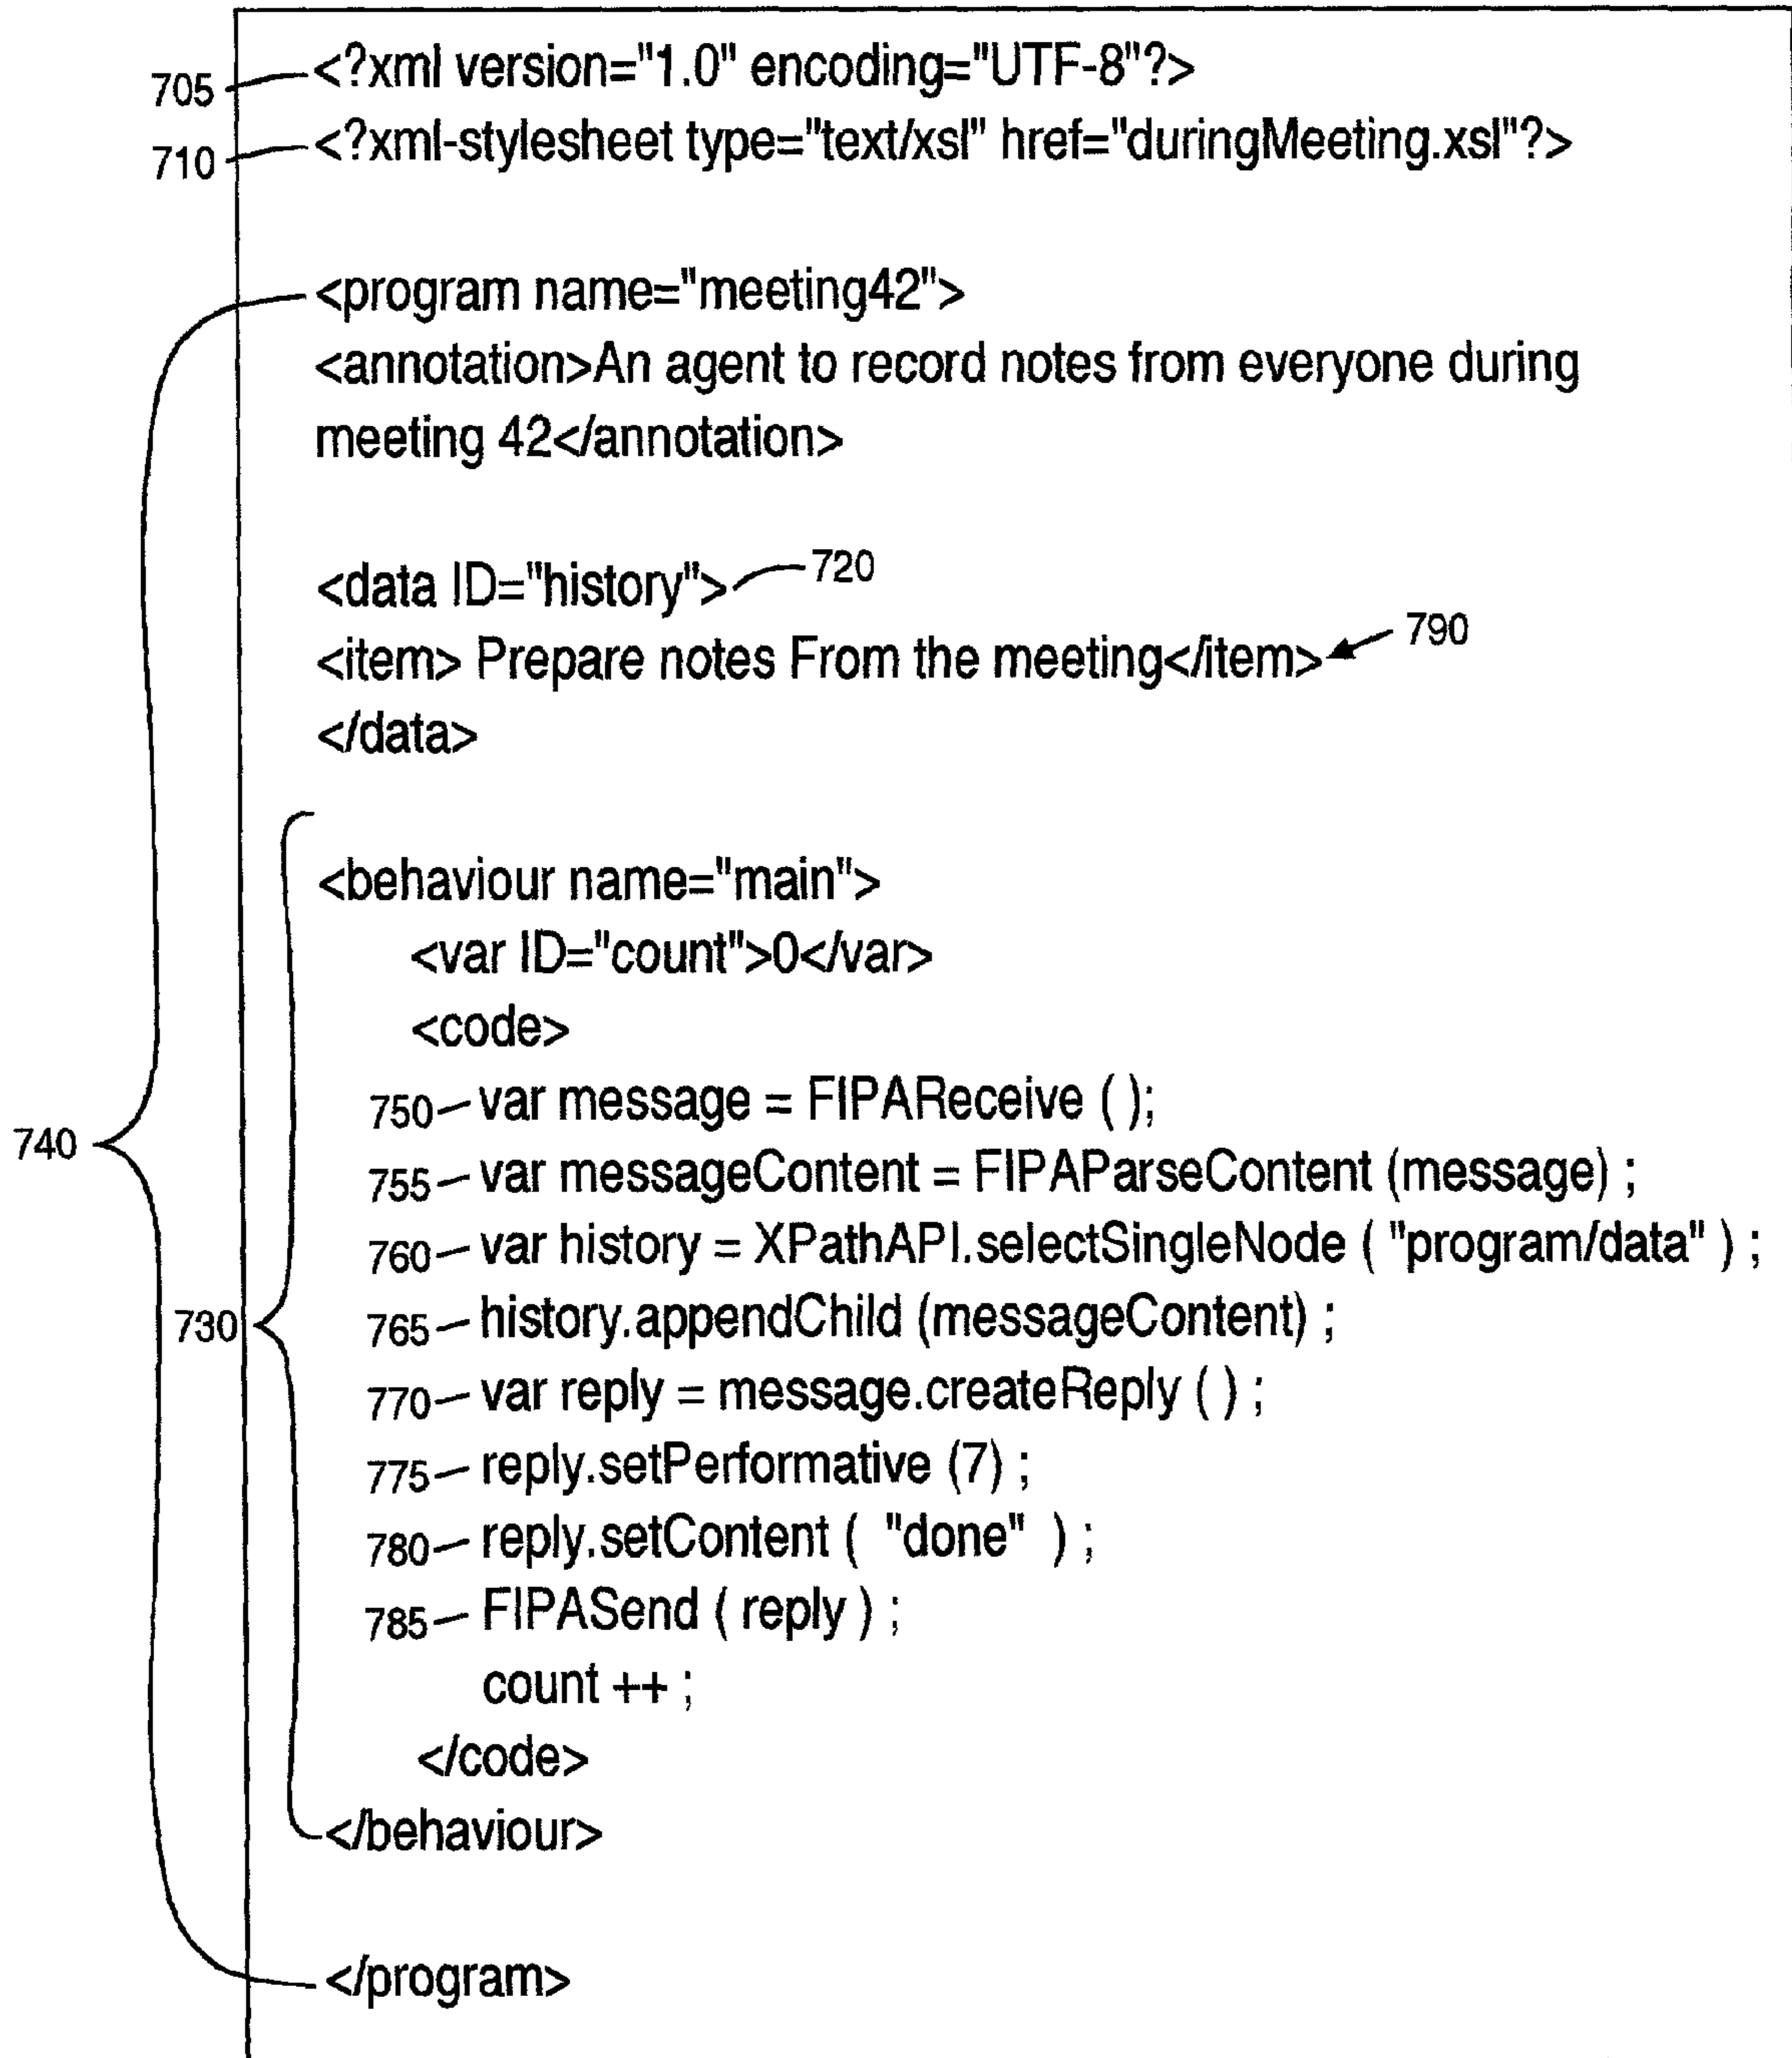 705 <?xml version="1.0" encoding="UTF-8"?>
710 <?xml-stylesheet type="text/xsl" href="duringMeeting.xsl"?>
<program name="meeting42">
<annotation>An agent to record notes from everyone during
meeting 42</annotation>
<data ID="history"> 720
<item> Prepare notes From the meeting</item> 790
</data>
<behaviour name="main">
<var ID="count">0</var>
<code>
750 var message = FIPAReceive ( );
740
755 var messageContent = FIPAParseContent (message) ;
760 var history = XPathAPI.selectSingleNode ( "program/data" ) ;
730
765 history.appendChild (messageContent) ;
770 var reply = message.createReply ( ) ;
775 reply.setPerformative (7) ;
780 reply.setContent ( "done" ) ;
785 FIPASend ( reply ) ;
count ++ ;
</code>
</behaviour>
</program>